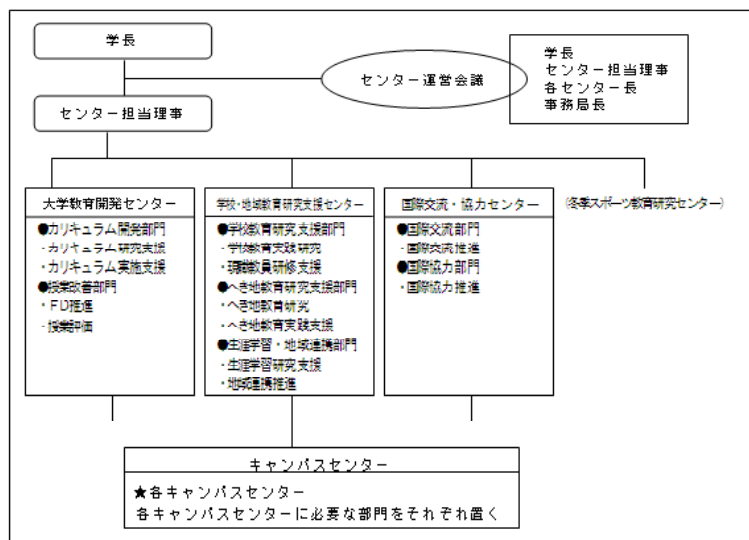 学長
センター運営会議
学長
センター担当理事
各センター長
事務局長
センター担当理事
大学教育開発センター
●カリキュラム開発部門
・カリキュラム研究支援
・カリキュラム実施支援
●授業改善部門
・ＦＤ推進
・授業評価
学校・地域教育研究支援センター
●学校教育研究支援部門
・学校教育実践研究
・現職教員研修支援
●へき地教育研究支援部門
・へき地教育研究
・へき地教育実践支援
●生涯学習・地域連携部門
・生涯学習研究支援
・地域連携推進
国際交流・協力センター
●国際交流部門
・国際交流推進
●国際協力部門
・国際協力推進
(冬季スポーツ教育研究センター)
キャンパスセンター
★各キャンパスセンター
各キャンパスセンターに必要な部門をそれぞれ置く